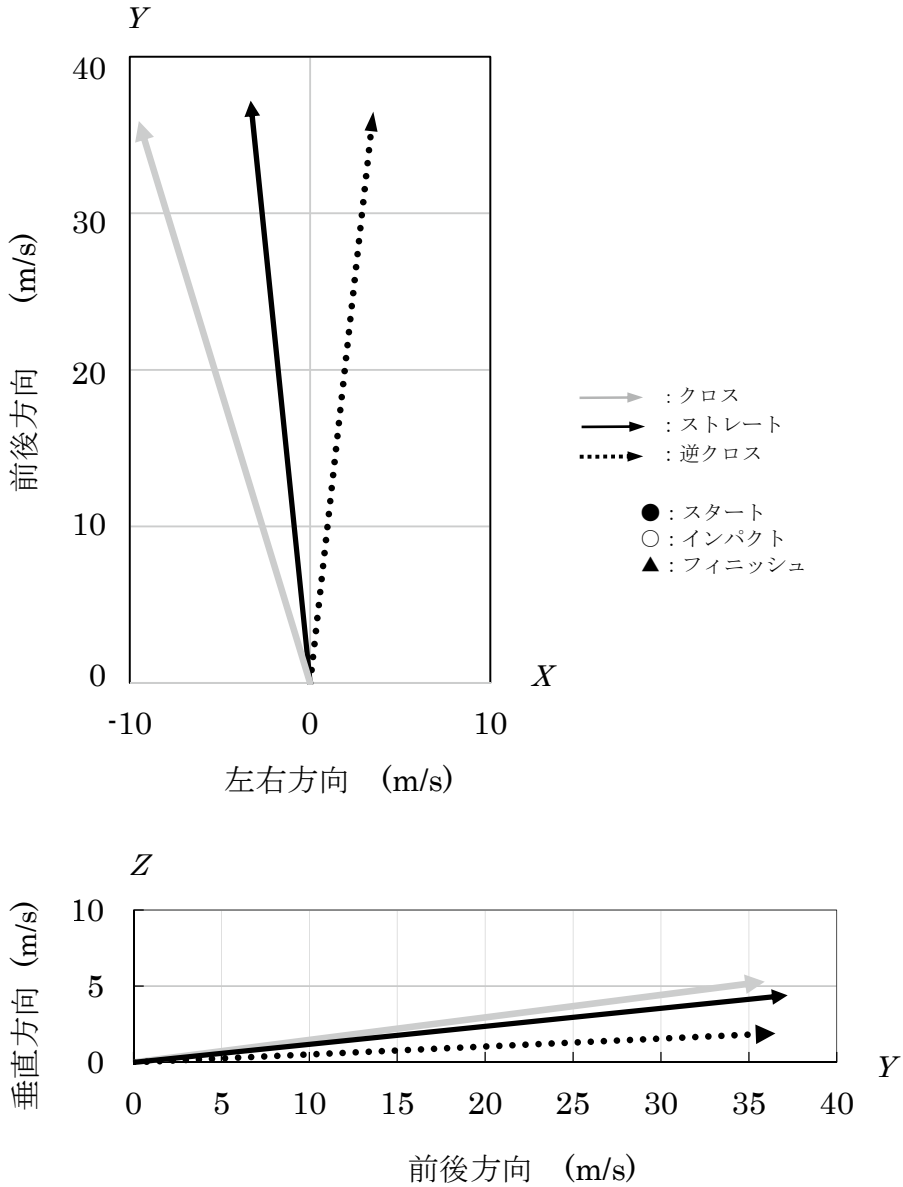 Y
40
30
20
10
0
-10 0 10
X
左右方向 (m/s)
前後方向 (m/s)
:クロス
:ストレート
:逆クロス
●:スタート
○:インパクト
▲:フィニッシュ
Z
10
5
0
0 5 10 15 20 25 30 35 40
Y
前後方向 (m/s)
垂直方向 (m/s)